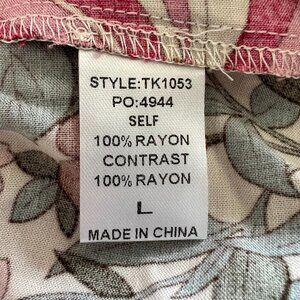 STYLE:TK1053
PO:4944
SELF
100% RAYON
CONTRAST
100% RAYON
L
MADE IN CHINA